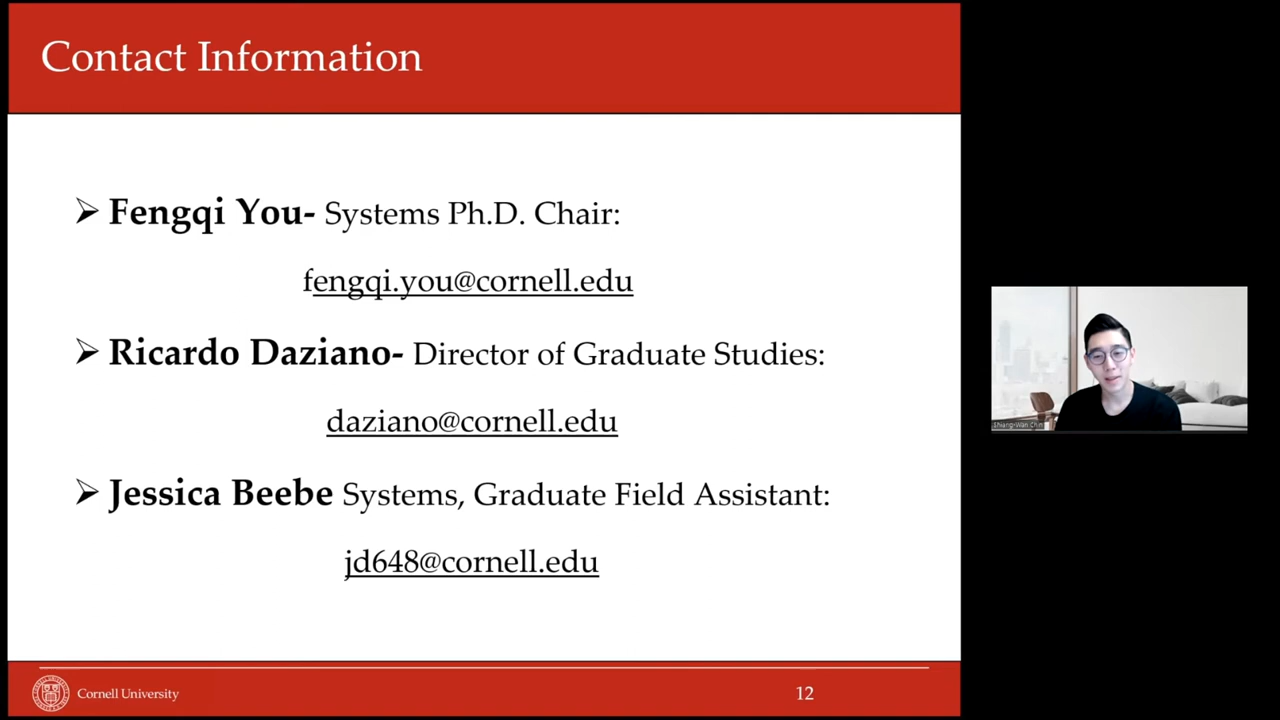 Contact Information
➢ Fengqi You- Systems Ph.D. Chair:
fengqi.you@cornell.edu
➢ Ricardo Daziano- Director of Graduate Studies:
daziano@cornell.edu
➢ Jessica Beebe Systems, Graduate Field Assistant:
jd648@cornell.edu
Cornell University
12